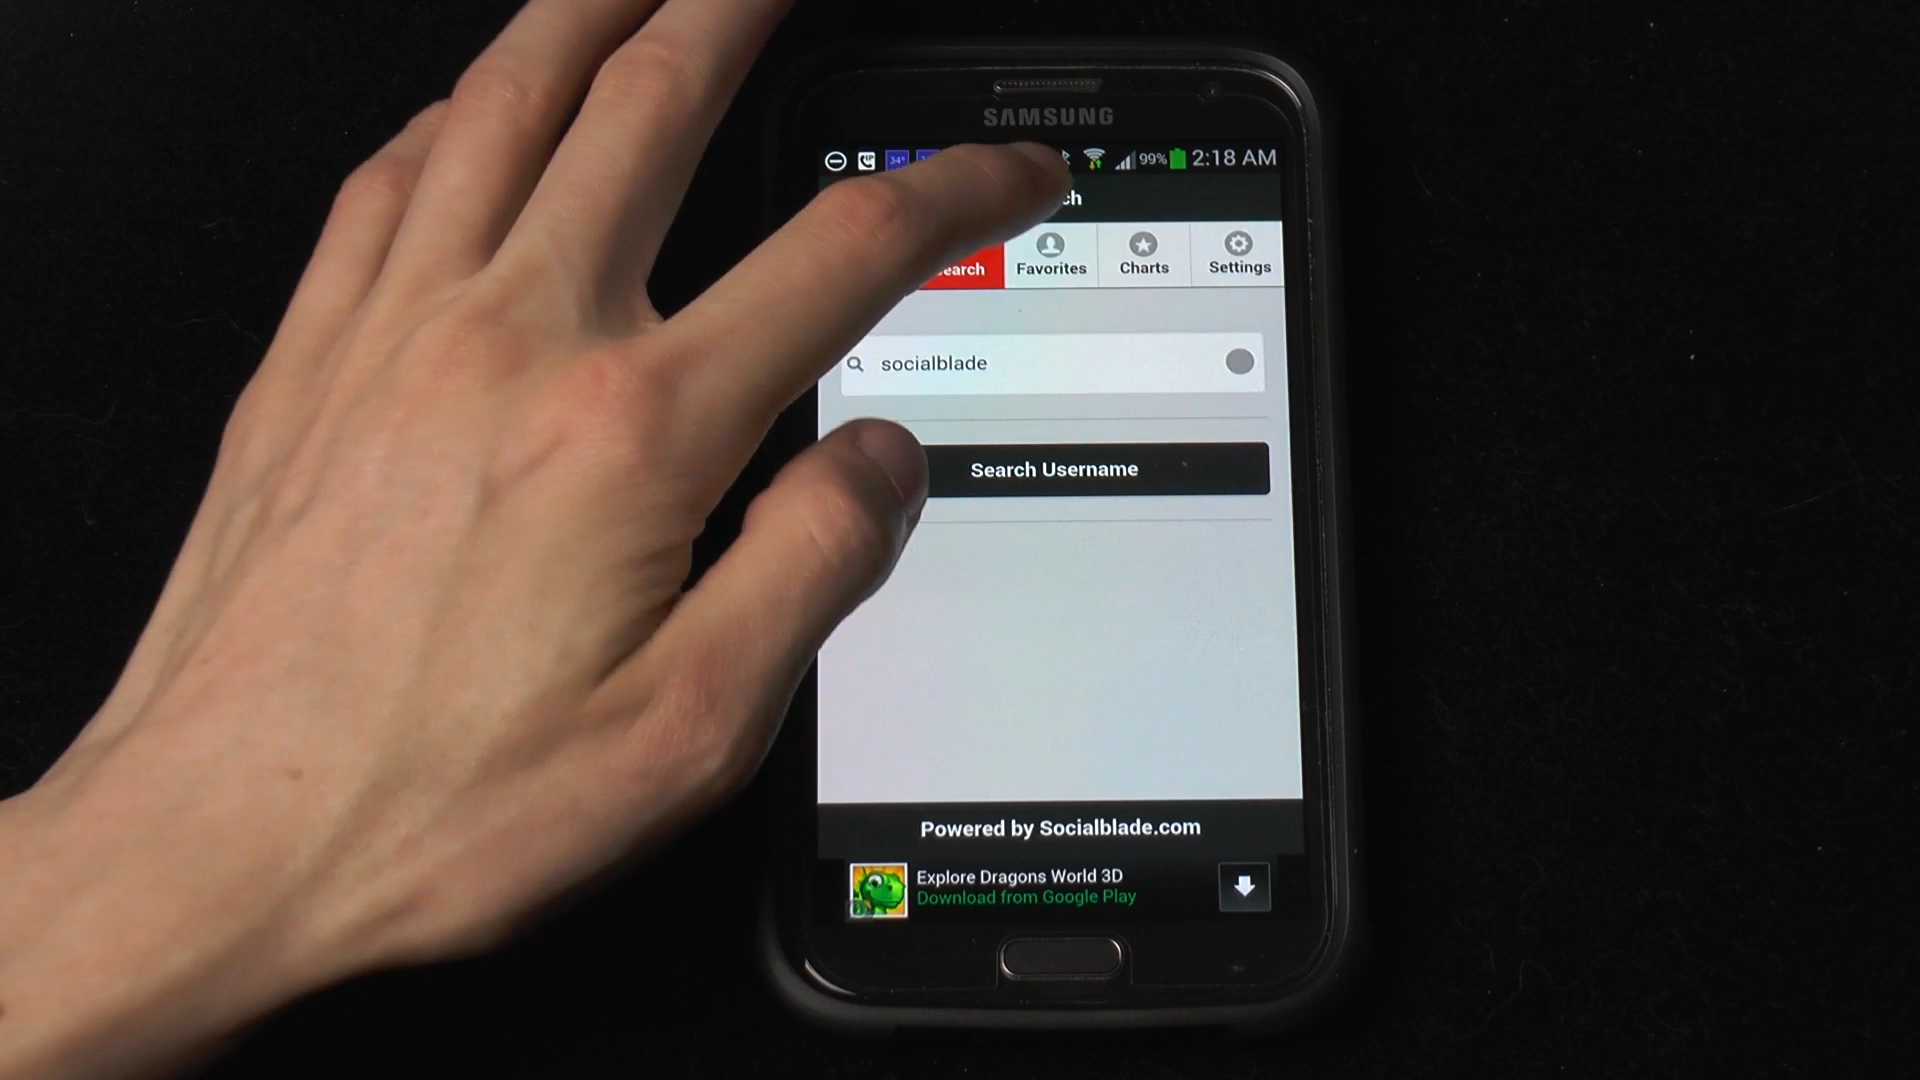 SAMSUNG
34° 99% 2:18 AM
Favorites Charts Settings
socialblade
Search Username
Powered by Socialblade.com
Explore Dragons World 3D
Download from Google Play